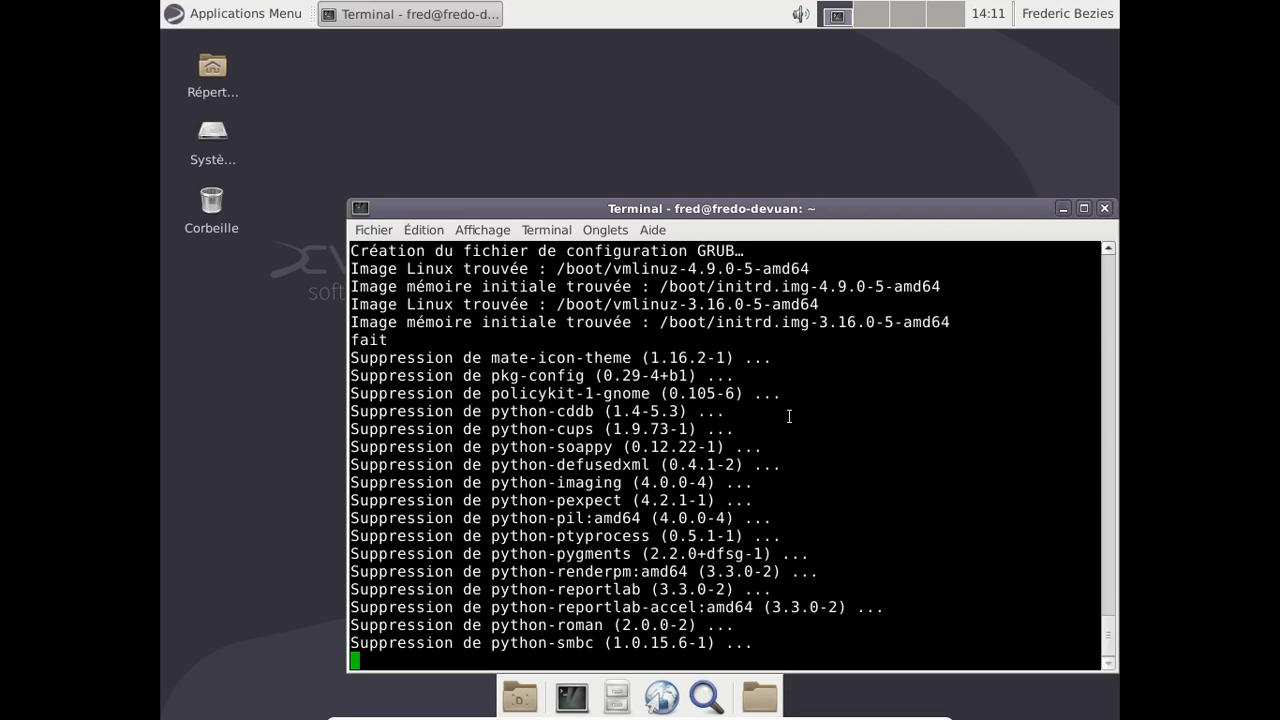 Applications Menu
Terminal - fred@fredo-d...
14:11
Frederic Bezies
Répert...
Systè...
Corbeille
Terminal - fred@fredo-devuan: ~
Fichier Édition Affichage Terminal Onglets Aide
Création du fichier de configuration GRUB…
Image Linux trouvée : /boot/vmlinuz-4.9.0-5-amd64
Image mémoire initiale trouvée : /boot/initrd.img-4.9.0-5-amd64
Image Linux trouvée : /boot/vmlinuz-3.16.0-5-amd64
Image mémoire initiale trouvée : /boot/initrd.img-3.16.0-5-amd64
fait
Suppression de mate-icon-theme (1.16.2-1) ...
Suppression de pkg-config (0.29-4+b1) ...
Suppression de policykit-1-gnome (0.105-6) ...
Suppression de python-cddb (1.4-5.3) ...
Suppression de python-cups (1.9.73-1) ...
Suppression de python-soappy (0.12.22-1) ...
Suppression de python-defusedxml (0.4.1-2) ...
Suppression de python-imaging (4.0.0-4) ...
Suppression de python-pexpect (4.2.1-1) ...
Suppression de python-pil:amd64 (4.0.0-4) ...
Suppression de python-ptyprocess (0.5.1-1) ...
Suppression de python-pygments (2.2.0+dfsg-1) ...
Suppression de python-renderpm:amd64 (3.3.0-2) ...
Suppression de python-reportlab (3.3.0-2) ...
Suppression de python-reportlab-accel:amd64 (3.3.0-2) ...
Suppression de python-roman (2.0.0-2) ...
Suppression de python-smbc (1.0.15.6-1) ...